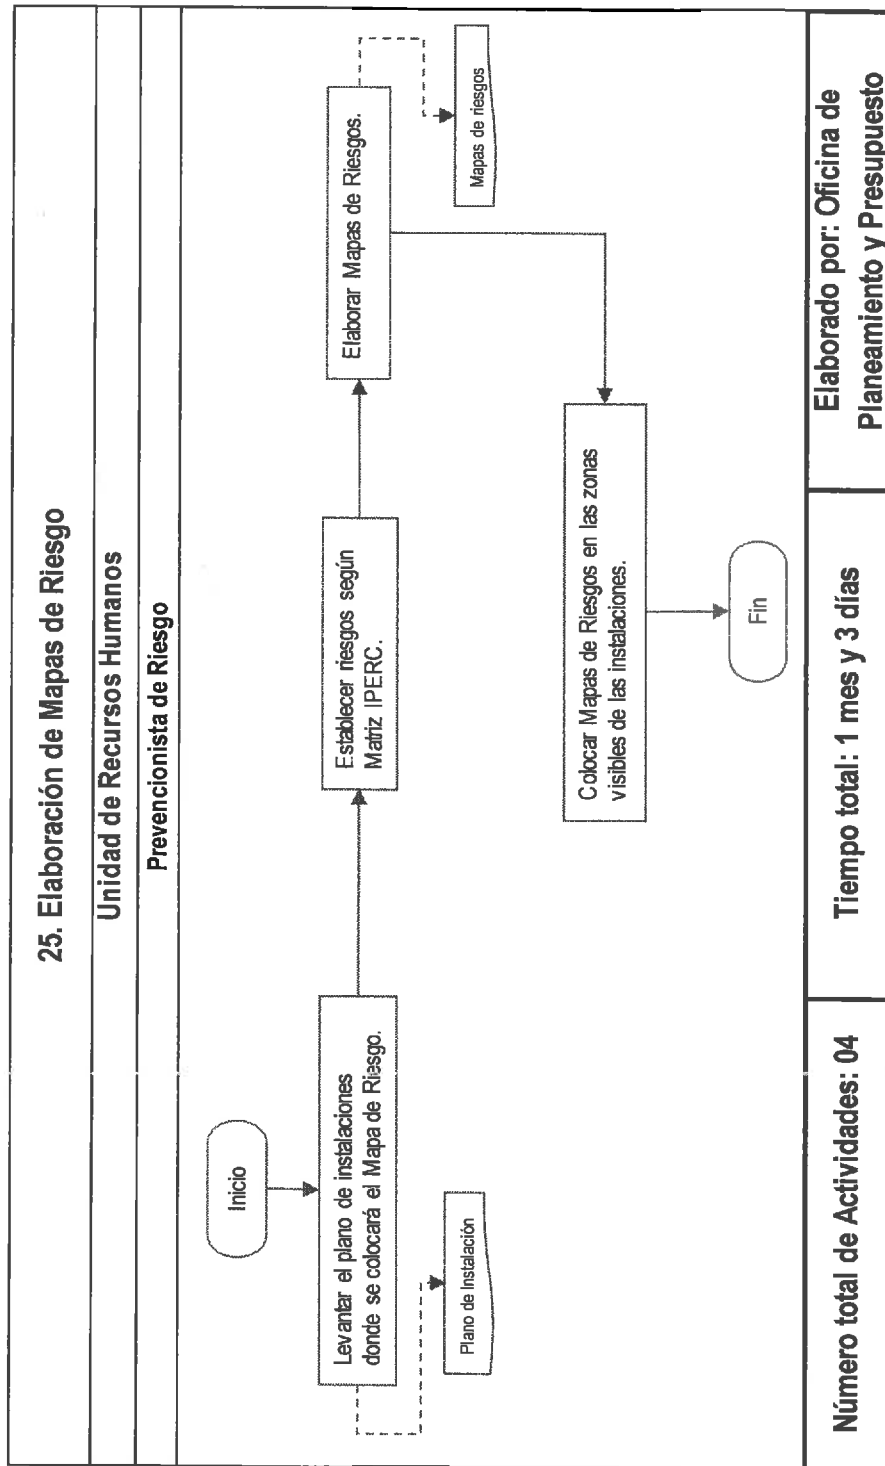 25. Elaboración de Mapas de Riesgo
Unidad de Recursos Humanos
Prevencionista de Riesgo
Inicio
Levantar el plano de instalaciones
donde se colocará el Mapa de Riesgo.
Plano de Instalación
Establecer riesgos según
Matriz IPERC.
Elaborar Mapas de Riesgos.
Mapas de riesgos
Colocar Mapas de Riesgos en las zonas
visibles de las instalaciones.
Fin
Número total de Actividades: 04
Tiempo total: 1 mes y 3 días
Elaborado por: Oficina de
Planeamiento y Presupuesto